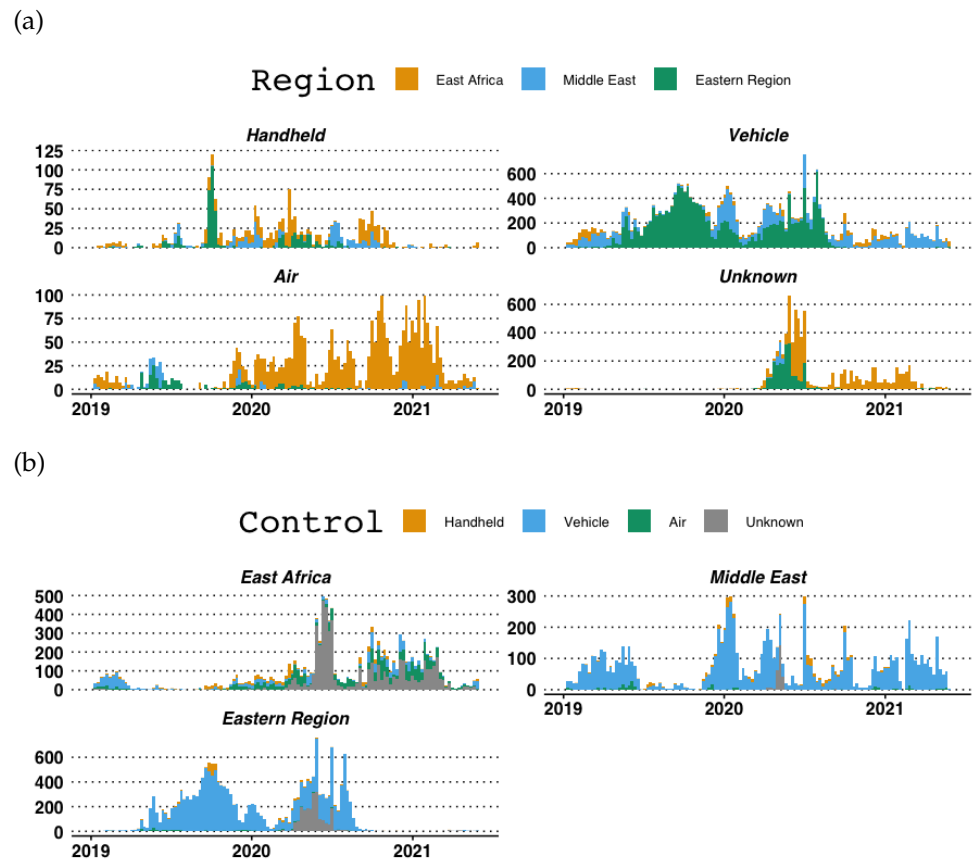 (a)
Region East Africa Middle East Eastern Region
Handheld
125
100
75
50
25
0
Vehicle
600
400
200
0
Air
100
75
50
25
0
2019 2020 2021
Unknown
600
400
200
0
2019 2020 2021
(b)
Control Handheld Vehicle Air Unknown
East Africa
500
400
300
200
100
0
Middle East
300
200
100
0
2019 2020 2021
Eastern Region
600
400
200
0
2019 2020 2021